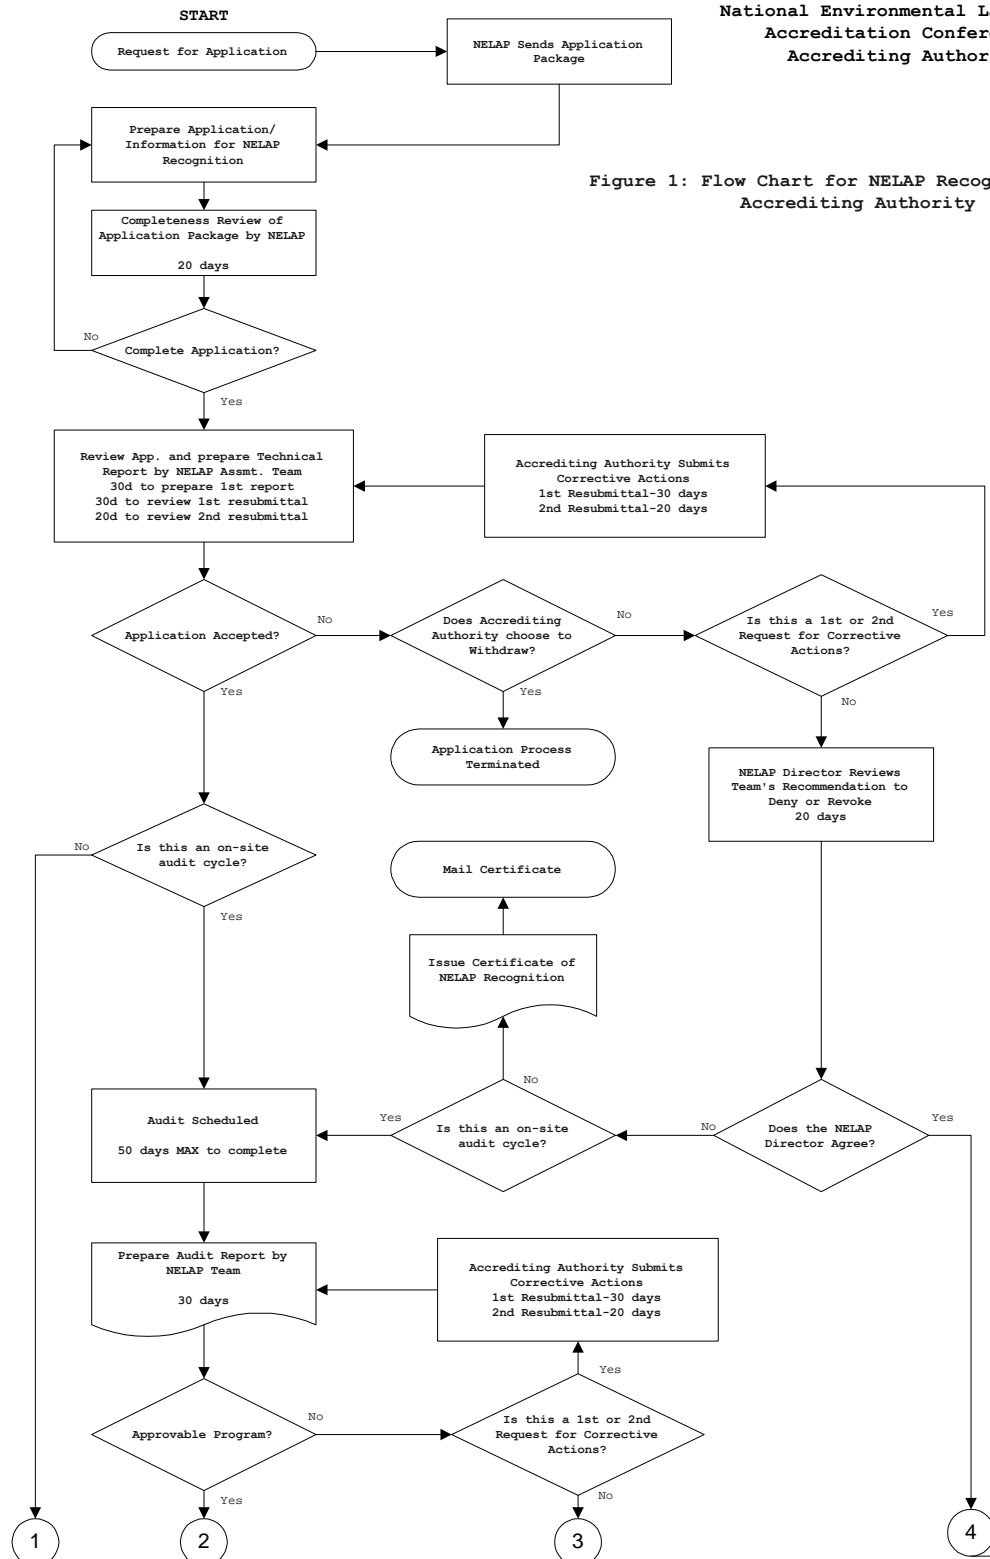 START
National Environmental
Accreditation
Accrediting
Request for Application
NELAP Sends Application
Package
Prepare Application/
Information for NELAP
Recognition
Figure 1: Flow Chart for NELAP
Accrediting Authority
Completeness Review of
Application Package by NELAP
20 days
No
Complete Application?
Yes
Review App. and prepare Technical
Report by NELAP Assmt. Team
30d to prepare 1st report
30d to review 1st resubmittal
20d to review 2nd resubmittal
Accrediting Authority Submits
Corrective Actions
1st Resubmittal-30 days
2nd Resubmittal-20 days
Application Accepted?
No
Does Accrediting
Authority choose to
Withdraw?
No
Is this a 1st or 2nd
Request for Corrective
Actions?
Yes
Yes
Yes
No
Application Process
Terminated
NELAP Director Reviews
Team's Recommendation to
Deny or Revoke
20 days
No
Is this an on-site
audit cycle?
Yes
Mail Certificate
Issue Certificate of
NELAP Recognition
No
Audit Scheduled
50 days MAX to complete
Yes
Is this an on-site
audit cycle?
No
Does the NELAP
Director Agree?
Yes
Prepare Audit Report by
NELAP Team
30 days
Accrediting Authority Submits
Corrective Actions
1st Resubmittal-30 days
2nd Resubmittal-20 days
Yes
Approvable Program?
No
Is this a 1st or 2nd
Request for Corrective
Actions?
Yes
No
1
2
3
4